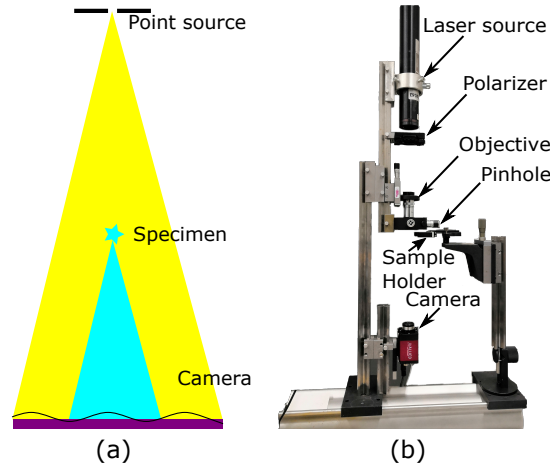 Point source
Specimen
Camera
(a)
Laser source
Polarizer
Objective
Pinhole
Sample
Holder
Camera
(b)